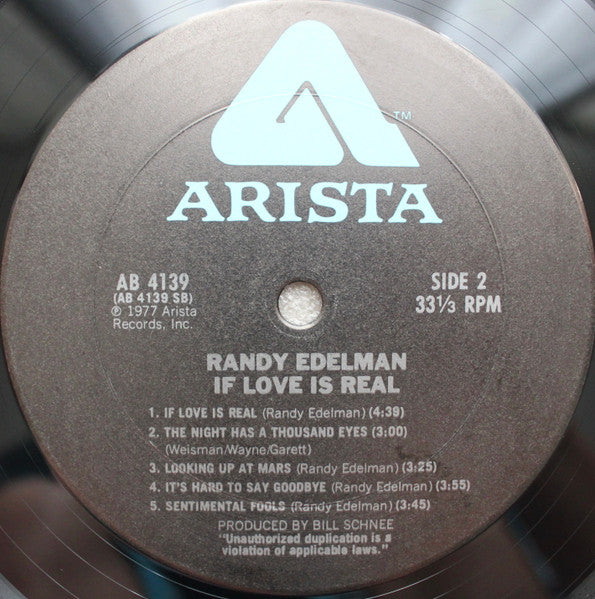 TM
ARISTA
AB 4139
(AB 4139 SB)
℗ 1977 Arista
Records, Inc.
SIDE 2
33⅓ RPM
RANDY EDELMAN
IF LOVE IS REAL
1. IF LOVE IS REAL (Randy Edelman) (4:39)
2. THE NIGHT HAS A THOUSAND EYES (3:00)
(Weisman/Wayne/Garett)
3. LOOKING UP AT MARS (Randy Edelman) (3:25)
4. IT'S HARD TO SAY GOODBYE (Randy Edelman) (3:55)
5. SENTIMENTAL FOOLS (Randy Edelman) (3:45)
PRODUCED BY BILL SCHNEE
"Unauthorized duplication is a
violation of applicable laws."